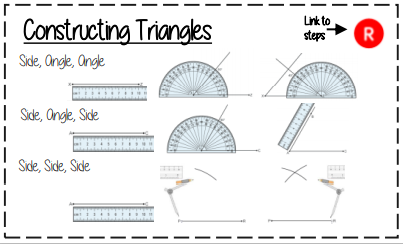 Constructing Triangles
Link to
steps
R
Side, Angle, Angle
Side, Angle, Side
Side, Side, Side